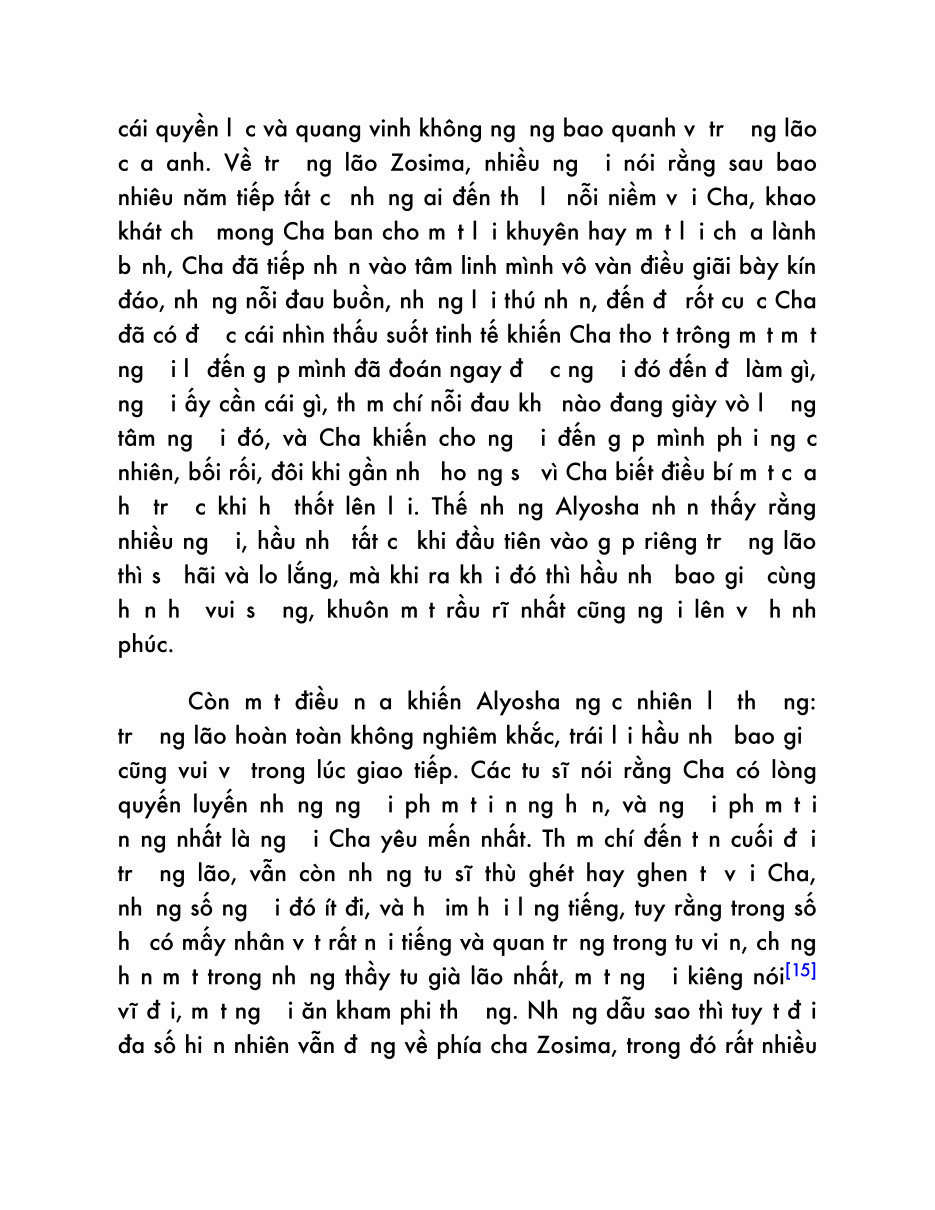 cái quyền l c và quang vinh không ng ng bao quanh v tr ng lão
c a anh. Về tr ng lão Zosima, nhiều ng i nói rằng sau bao
nhiêu năm tiếp tất c nh ng ai đến th l nỗi niềm v i Cha, khao
khát ch mong Cha ban cho m t l i khuyên hay m t l i ch a lành
b nh, Cha đã tiếp nh n vào tâm linh mình vô vàn điều giãi bày kín
đáo, nh ng nỗi đau buồn, nh ng l i thú nh n, đến đ rốt cu c Cha
đã có đ c cái nhìn thấu suốt tinh tế khiến Cha tho t trông m t m t
ng i l đến g p mình đã đoán ngay đ c ng i đó đến đ làm gì,
ng i ấy cần cái gì, th m chí nỗi đau kh nào đang giày vò l ng
tâm ng i đó, và Cha khiến cho ng i đến g p mình ph i ng c
nhiên, bối rối, đôi khi gần nh ho ng s vì Cha biết điều bí m t c a
h tr c khi h thốt lên l i. Thế nh ng Alyosha nh n thấy rằng
nhiều ng i, hầu nh tất c khi đầu tiên vào g p riêng tr ng lão
thì s hãi và lo lắng, mà khi ra kh i đó thì hầu nh bao gi cùng
h n h vui s ng, khuôn m t rầu rĩ nhất cũng ng i lên v h nh
phúc.
Còn m t điều n a khiến Alyosha ng c nhiên l th ng:
tr ng lão hoàn toàn không nghiêm khắc, trái l i hầu nh bao gi
cũng vui v trong lúc giao tiếp. Các tu sĩ nói rằng Cha có lòng
quyến luyến nh ng ng i ph m t i n ng h n, và ng i ph m t i
n ng nhất là ng i Cha yêu mến nhất. Th m chí đến t n cuối đ i
tr ng lão, vẫn còn nh ng tu sĩ thù ghét hay ghen t v i Cha,
nh ng số ng i đó ít đi, và h im h i l ng tiếng, tuy rằng trong số
h có mấy nhân v t rất n i tiếng và quan tr ng trong tu vi n, ch ng
h n m t trong nh ng thầy tu già lão nhất, m t ng i kiêng nói[15]
vĩ đ i, m t ng i ăn kham phi th ng. Nh ng dẫu sao thì tuy t đ i
đa số hi n nhiên vẫn đ ng về phía cha Zosima, trong đó rất nhiều